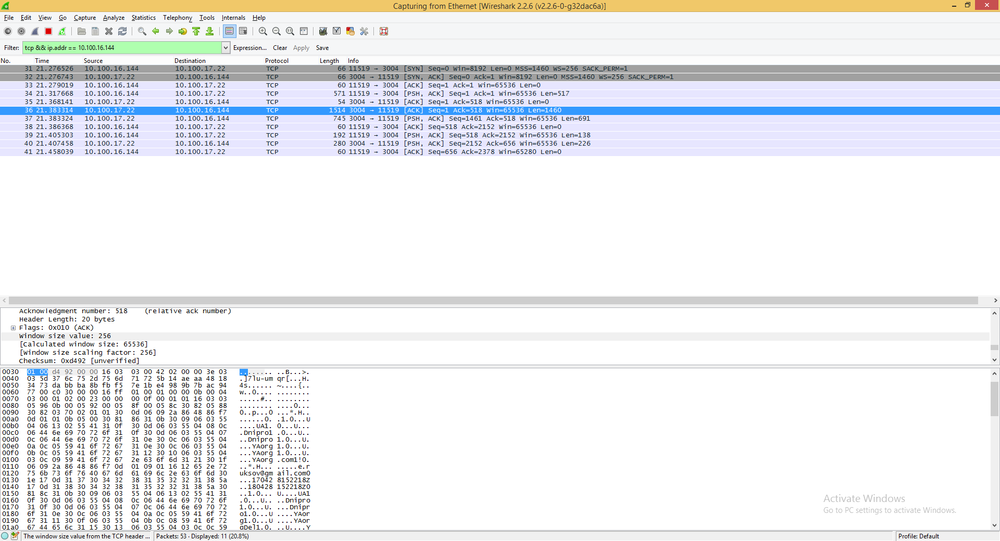 Capturing from Ethernet [Wireshark 2.2.6 (v2.2.6-0-g32dac6a)]
File Edit View Go Capture Analyze Statistics Telephony Tools Internals Help
Filter: tcp && ip.addr == 10.100.16.144 Expression... Clear Apply Save
No. Time Source Destination Protocol Length Info
31 21.276526 10.100.16.144 10.100.17.22 TCP 66 11519 → 3004 [SYN] Seq=0 Win=8192 Len=0 MSS=1460 WS=256 SACK_PERM=1
32 21.276743 10.100.17.22 10.100.16.144 TCP 66 3004 → 11519 [SYN, ACK] Seq=0 Ack=1 Win=8192 Len=0 MSS=1460 WS=256 SACK_PERM=1
33 21.279019 10.100.16.144 10.100.17.22 TCP 60 11519 → 3004 [ACK] Seq=1 Ack=1 Win=65536 Len=0
34 21.317668 10.100.16.144 10.100.17.22 TCP 571 11519 → 3004 [PSH, ACK] Seq=1 Ack=1 Win=65536 Len=517
35 21.368141 10.100.17.22 10.100.16.144 TCP 54 3004 → 11519 [ACK] Seq=1 Ack=518 Win=65536 Len=0
36 21.383314 10.100.17.22 10.100.16.144 TCP 1514 3004 → 11519 [ACK] Seq=1 Ack=518 Win=65536 Len=1460
37 21.383324 10.100.17.22 10.100.16.144 TCP 745 3004 → 11519 [PSH, ACK] Seq=1461 Ack=518 Win=65536 Len=691
38 21.386368 10.100.16.144 10.100.17.22 TCP 60 11519 → 3004 [ACK] Seq=518 Ack=2152 Win=65536 Len=0
39 21.405303 10.100.16.144 10.100.17.22 TCP 192 11519 → 3004 [PSH, ACK] Seq=518 Ack=2152 Win=65536 Len=138
40 21.407458 10.100.17.22 10.100.16.144 TCP 280 3004 → 11519 [PSH, ACK] Seq=2152 Ack=656 Win=65536 Len=226
41 21.458039 10.100.16.144 10.100.17.22 TCP 60 11519 → 3004 [ACK] Seq=656 Ack=2378 Win=65280 Len=0
Acknowledgment number: 518 (relative ack number)
Header Length: 20 bytes
Flags: 0x010 (ACK)
Window size value: 256
[Calculated window size: 65536]
[Window size scaling factor: 256]
Checksum: 0xd492 [unverified]
0030 01 00 d4 92 00 00 16 03 03 00 42 02 00 00 3e 03 ........ ..B...>.
0040 03 5d 37 6c 75 2d 75 6d 71 72 5b 14 ae aa 48 18 .]7lu-um qr[...H.
0050 34 73 da bb ba 8b fb f5 7e 1b e4 98 9b 7b ac 94 4s...... ~....{..
0060 77 00 c0 30 00 00 16 ff 01 00 01 00 00 0b 00 04 w..0.... ........
0070 03 00 01 02 00 23 00 00 00 0f 00 01 01 16 03 03 .....#.. ........
0080 05 96 0b 00 05 92 00 05 8f 00 05 8c 30 82 05 88 ........ ....0...
0090 30 82 03 70 02 01 01 30 0d 06 09 2a 86 48 86 f7 0..p...0 ...*.H..
00a0 0d 01 01 0b 05 00 30 81 86 31 0b 30 09 06 03 55 ......0. .1.0...U
00b0 04 06 13 02 55 41 31 0f 30 0d 06 03 55 04 08 0c ....UA1. 0...U...
00c0 06 44 6e 69 70 72 6f 31 0f 30 0d 06 03 55 04 07 .Dnipro1 .0...U..
00d0 0c 06 44 6e 69 70 72 6f 31 0e 30 0c 06 03 55 04 ..Dnipro 1.0...U.
00e0 0a 0c 05 59 41 6f 72 67 31 0e 30 0c 06 03 55 04 ...YAorg 1.0...U.
00f0 0b 0c 05 59 41 6f 72 67 31 12 30 10 06 03 55 04 ...YAorg 1.0...U.
0100 03 0c 09 59 41 6f 72 67 2e 63 6f 6d 31 21 30 1f ...YAorg .com1!0.
0110 06 09 2a 86 48 86 f7 0d 01 09 01 16 12 65 2e 72 ..*.H... .....e.r
0120 75 6b 73 6f 76 40 67 6d 61 69 6c 2e 63 6f 6d 30 uksov@gm ail.com0
0130 1e 17 0d 31 37 30 34 32 38 31 35 32 32 31 38 5a ...17042 8152218Z
0140 17 0d 31 38 30 34 32 38 31 35 32 32 31 38 5a 30 ..180428 152218Z0
0150 81 8c 31 0b 30 09 06 03 55 04 06 13 02 55 41 31 ..1.0... U....UA1
0160 0f 30 0d 06 03 55 04 08 0c 06 44 6e 69 70 72 6f .0...U.. ..Dnipro
0170 31 0f 30 0d 06 03 55 04 07 0c 06 44 6e 69 70 72 1.0...U. ...Dnipr
0180 6f 31 0e 30 0c 06 03 55 04 0a 0c 05 59 41 6f 72 o1.0...U ....YAor
0190 67 31 11 30 0f 06 03 55 04 0b 0c 08 59 41 6f 72 g1.0...U ....YAor
01a0 67 44 65 6c 31 15 30 13 06 03 55 04 03 0c 0c 59 gDel1.0. ..U....Y
Activate Windows
Go to PC settings to activate Windows.
The window size value from the TCP header ... Packets: 53 · Displayed: 11 (20.8%) Profile: Default